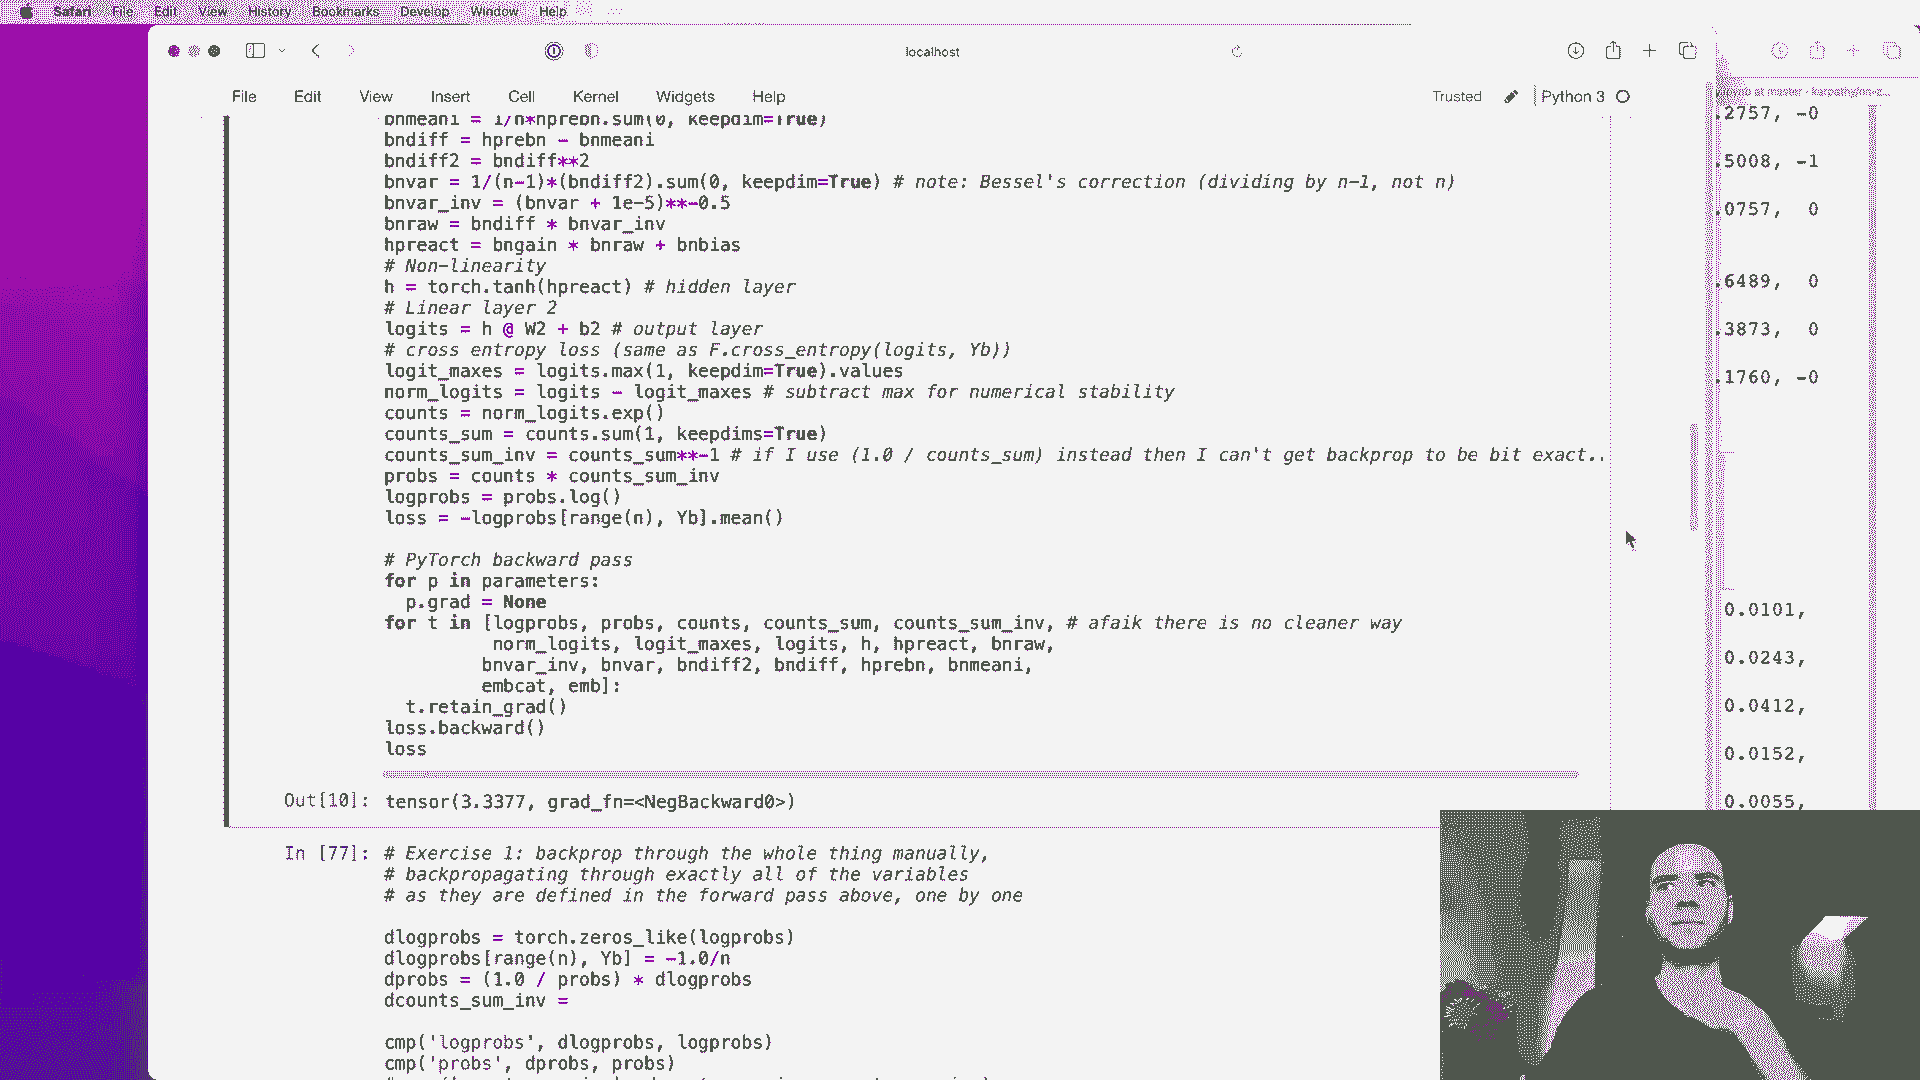 Safari File Edit View History Bookmarks Develop Window Help
localhost
File Edit View Insert Cell Kernel Widgets Help Trusted Python 3
bnmeani = 1/n*hprebn.sum(0, keepdim=True)
bndiff = hprebn - bnmeani
bndiff2 = bndiff**2
bnvar = 1/(n-1)*(bndiff2).sum(0, keepdim=True) # note: Bessel's correction (dividing by n-1, not n)
bnvar_inv = (bnvar + 1e-5)**-0.5
bnraw = bndiff * bnvar_inv
hpreact = bngain * bnraw + bnbias
# Non-linearity
h = torch.tanh(hpreact) # hidden layer
# Linear layer 2
logits = h @ W2 + b2 # output layer
# cross entropy loss (same as F.cross_entropy(logits, Yb))
logit_maxes = logits.max(1, keepdim=True).values
norm_logits = logits - logit_maxes # subtract max for numerical stability
counts = norm_logits.exp()
counts_sum = counts.sum(1, keepdims=True)
counts_sum_inv = counts_sum**-1 # if I use (1.0 / counts_sum) instead then I can't get backprop to be bit exact..
probs = counts * counts_sum_inv
logprobs = probs.log()
loss = -logprobs[range(n), Yb].mean()
# PyTorch backward pass
for p in parameters:
p.grad = None
for t in [logprobs, probs, counts, counts_sum, counts_sum_inv, # afaik there is no cleaner way
norm_logits, logit_maxes, logits, h, hpreact, bnraw,
bnvar_inv, bnvar, bndiff2, bndiff, hprebn, bnmeani,
embcat, emb]:
t.retain_grad()
loss.backward()
loss
Out[10]: tensor(3.3377, grad_fn=<NegBackward0>)
In [77]: # Exercise 1: backprop through the whole thing manually,
# backpropagating through exactly all of the variables
# as they are defined in the forward pass above, one by one
dlogprobs = torch.zeros_like(logprobs)
dlogprobs[range(n), Yb] = -1.0/n
dprobs = (1.0 / probs) * dlogprobs
dcounts_sum_inv =
cmp('logprobs', dlogprobs, logprobs)
cmp('probs', dprobs, probs)
.2757, -0
.5008, -1
.0757, 0
.6489, 0
.3873, 0
.1760, -0
0.0101,
0.0243,
0.0412,
0.0152,
0.0055,